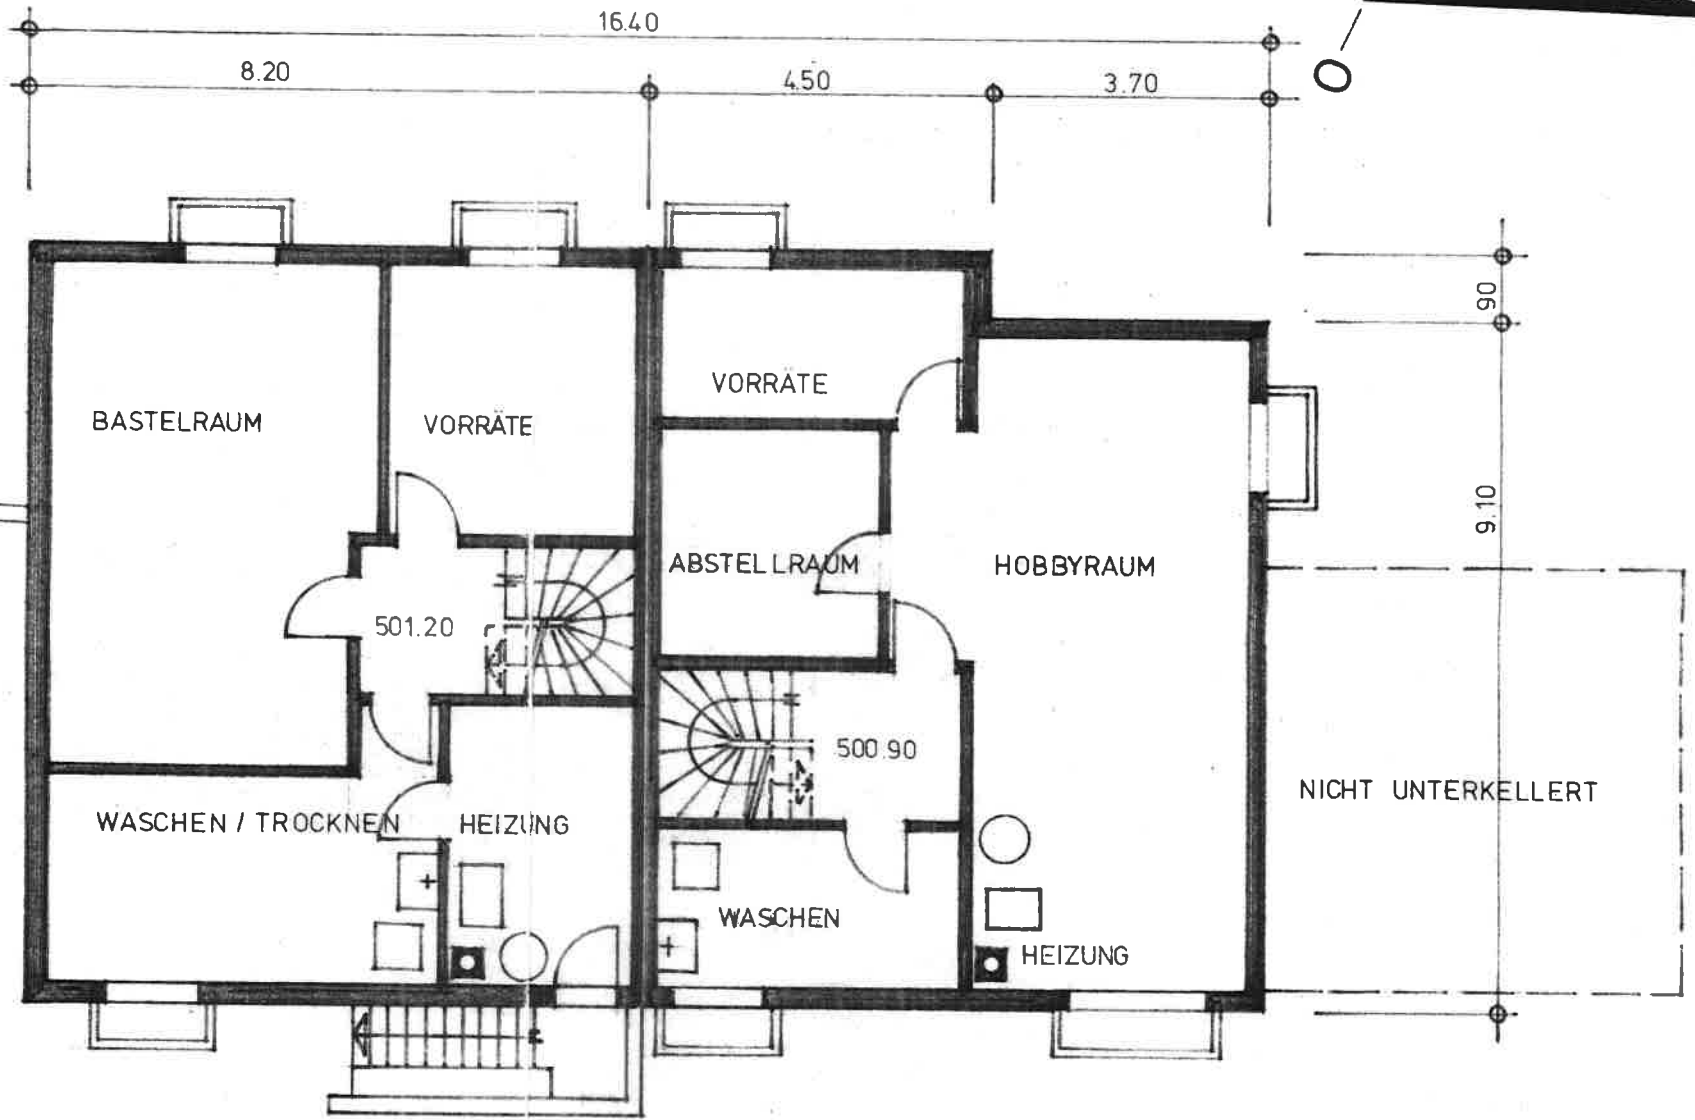 16.40
8.20
4.50
3.70
O
90
9.10
BASTELRAUM
VORRÄTE
VORRÄTE
ABSTELLRAUM
HOBBYRAUM
501.20
500.90
NICHT UNTERKELLERT
WASCHEN / TROCKNEN
HEIZUNG
WASCHEN
HEIZUNG